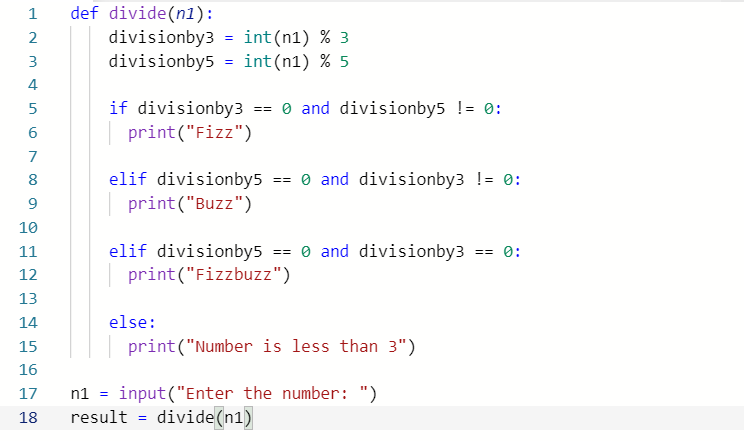 1 def divide(n1):
2 divisionby3 = int(n1) % 3
3 divisionby5 = int(n1) % 5
4
5 if divisionby3 == 0 and divisionby5 != 0:
6 print("Fizz")
7
8 elif divisionby5 == 0 and divisionby3 != 0:
9 print("Buzz")
10
11 elif divisionby5 == 0 and divisionby3 == 0:
12 print("Fizzbuzz")
13
14 else:
15 print("Number is less than 3")
16
17 n1 = input("Enter the number: ")
18 result = divide(n1)